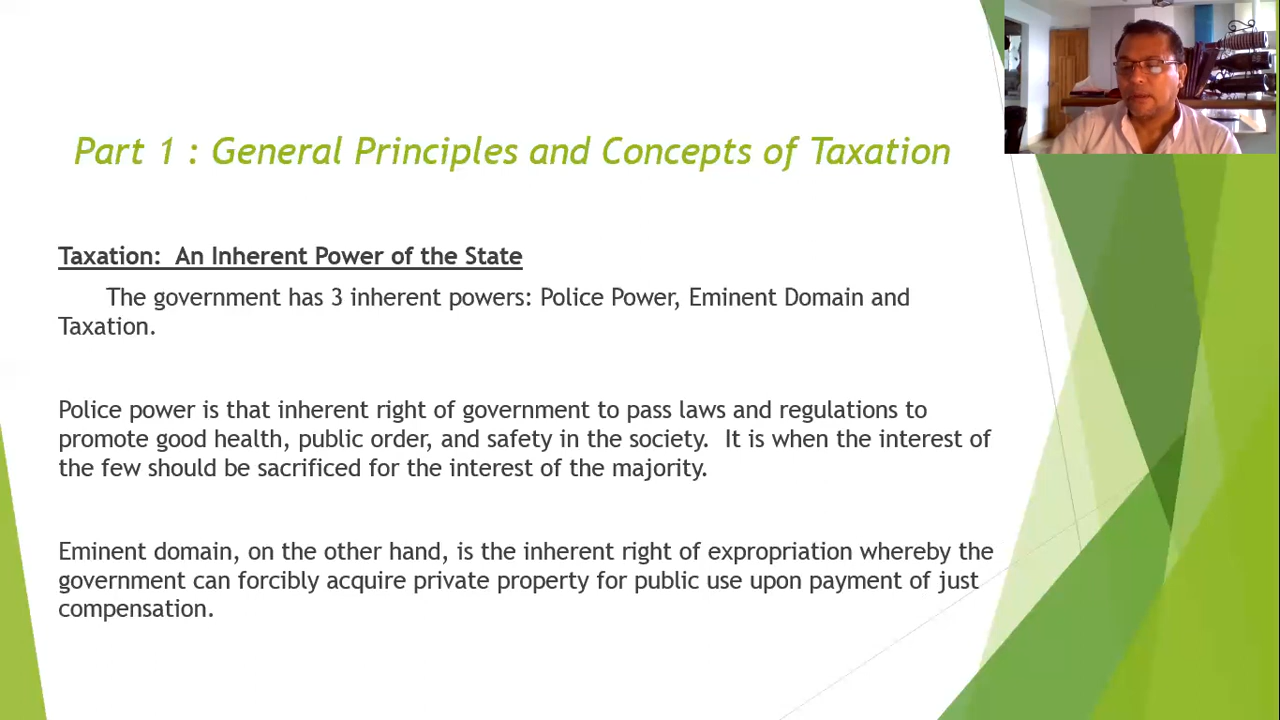 Part 1 : General Principles and Concepts of Taxation
Taxation:  An Inherent Power of the State
The government has 3 inherent powers: Police Power, Eminent Domain and
Taxation.
Police power is that inherent right of government to pass laws and regulations to
promote good health, public order, and safety in the society.  It is when the interest of
the few should be sacrificed for the interest of the majority.
Eminent domain, on the other hand, is the inherent right of expropriation whereby the
government can forcibly acquire private property for public use upon payment of just
compensation.